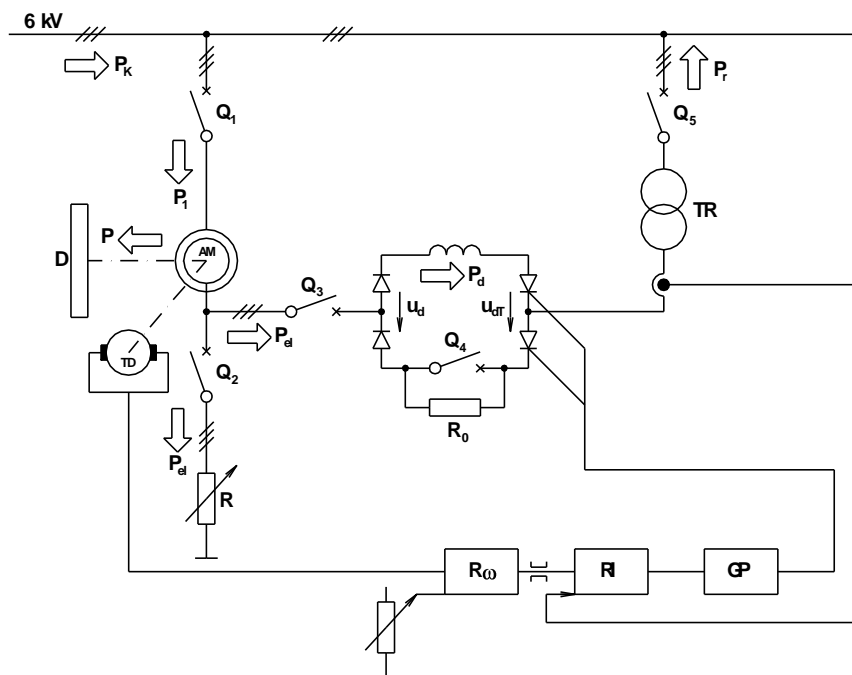 6 kV
P_K
P_r
Q_1
Q_5
P_1
TR
P
D
AM
Q_3
P_d
u_d
u_dT
P_el
TD
Q_2
Q_4
P_el
R_0
R
Rω
RI
GP